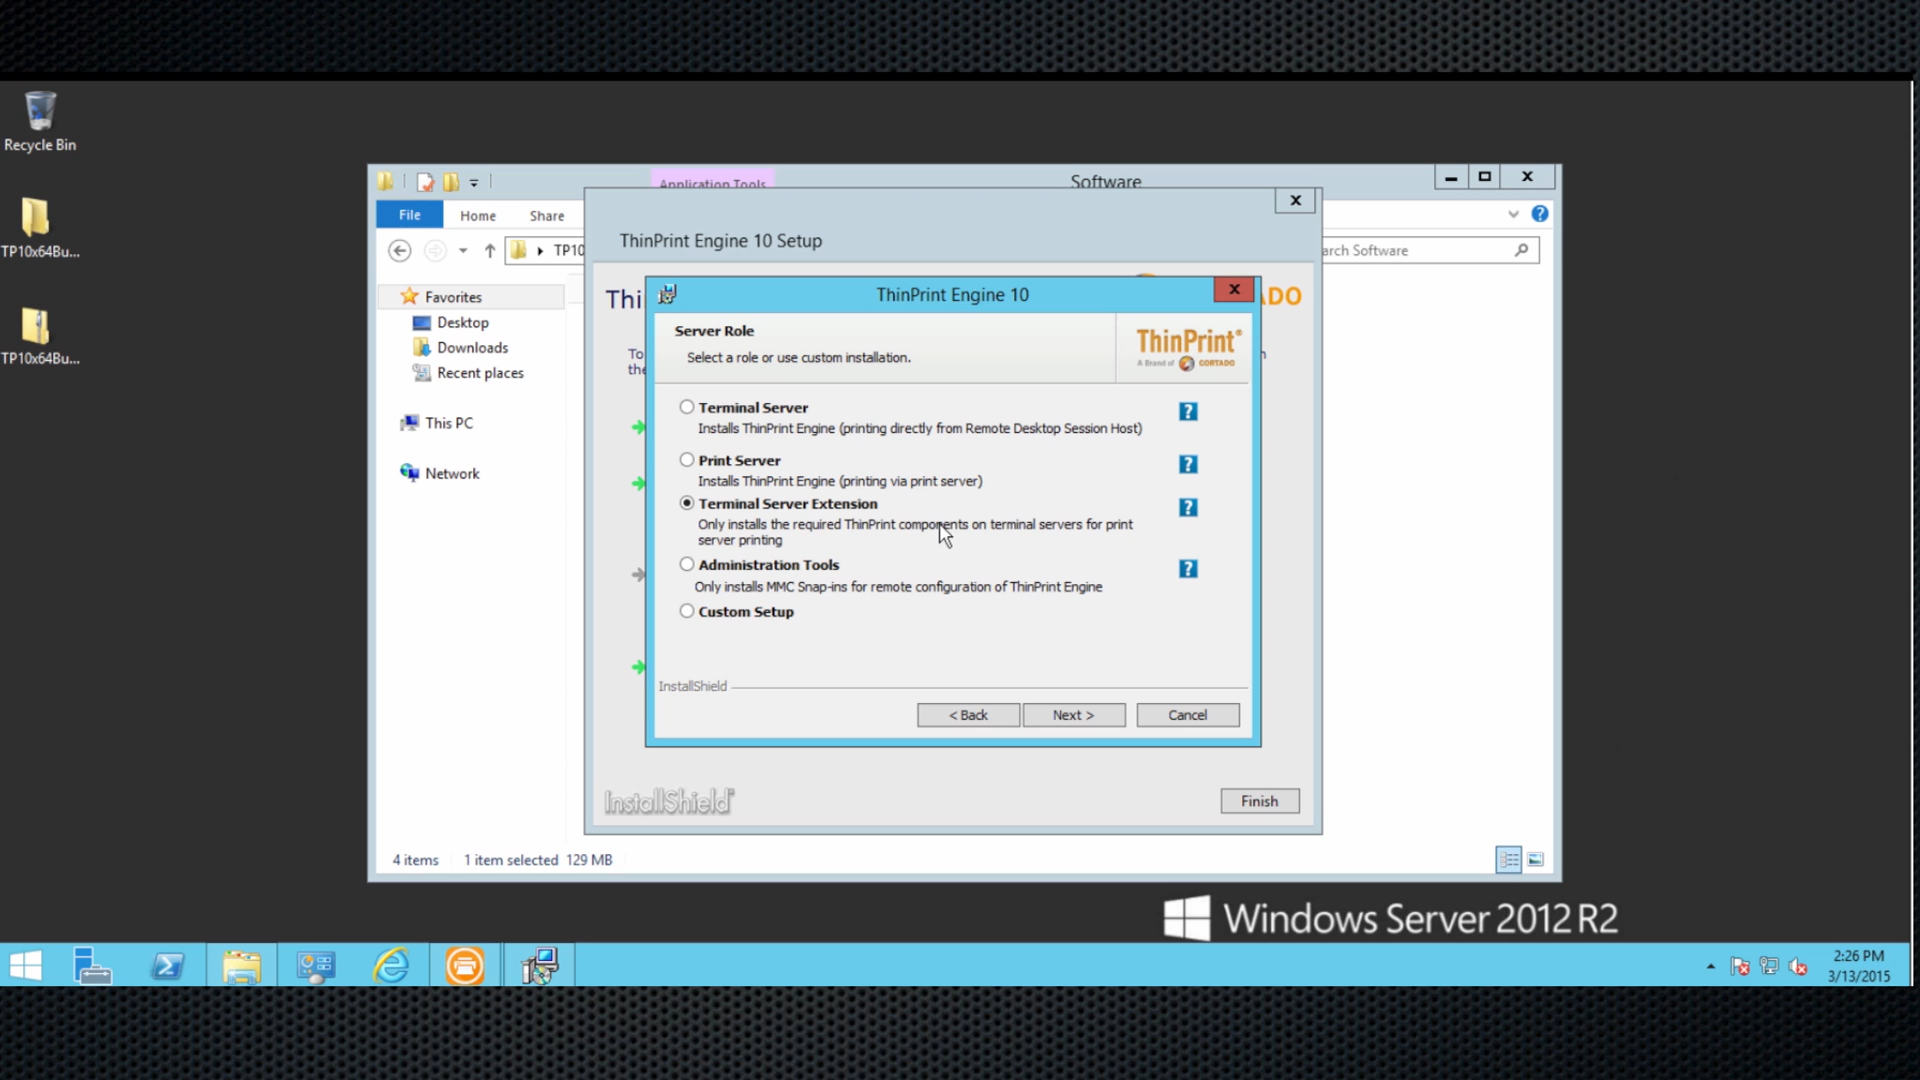 Recycle Bin
TP10x64Bu...
TP10x64Bu...
Application Tools
Software
File
Home
Share
TP10
arch Software
Favorites
Desktop
Downloads
Recent places
This PC
Network
4 items
1 item selected 129 MB
ThinPrint Engine 10 Setup
Thi
ADO
To
the
ThinPrint Engine 10
Server Role
Select a role or use custom installation.
ThinPrint®
A Brand of CORTADO
Terminal Server
Installs ThinPrint Engine (printing directly from Remote Desktop Session Host)
Print Server
Installs ThinPrint Engine (printing via print server)
Terminal Server Extension
Only installs the required ThinPrint components on terminal servers for print
server printing
Administration Tools
Only installs MMC Snap-ins for remote configuration of ThinPrint Engine
Custom Setup
InstallShield
< Back
Next >
Cancel
InstallShield
Finish
Windows Server 2012 R2
2:26 PM
3/13/2015